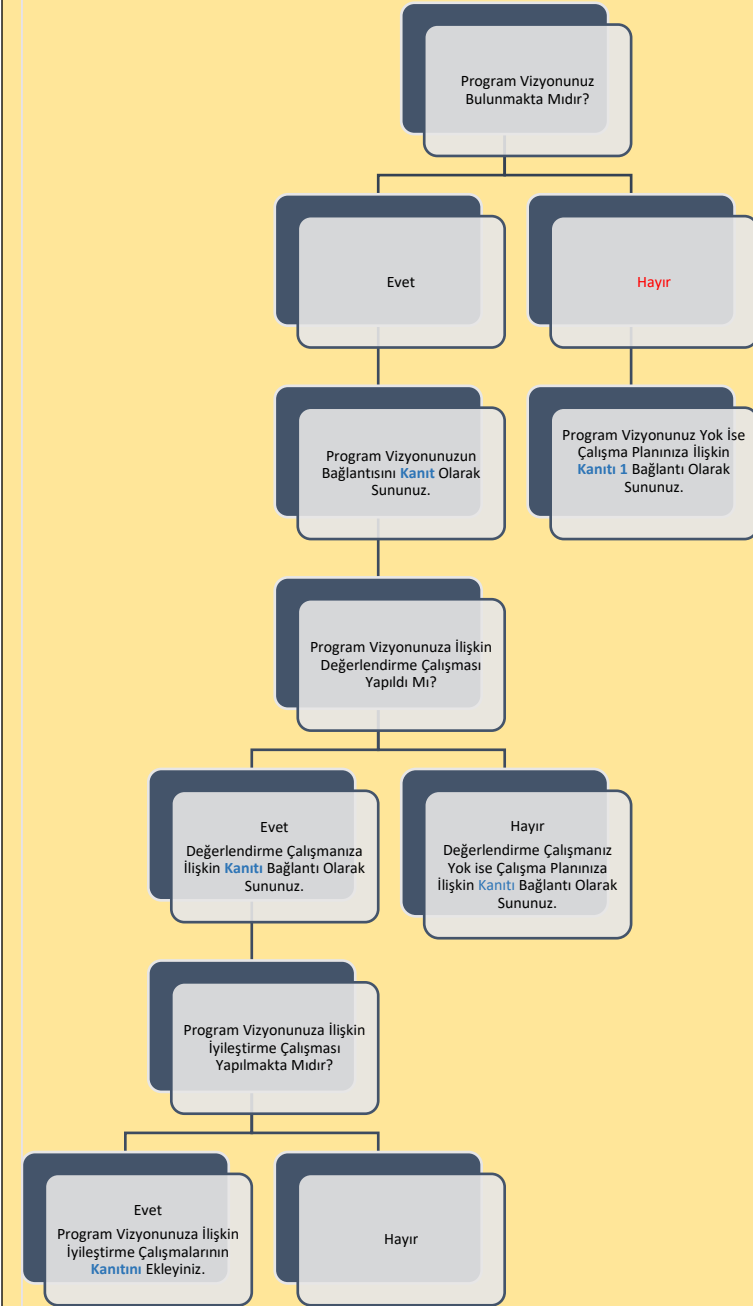 Program Vizyonunuz
Bulunmakta Mıdır?
Evet
Hayır
Program Vizyonunuzun
Bağlantısını Kanıt Olarak
Sununuz.
Program Vizyonunuz Yok İse
Çalışma Planınıza İlişkin
Kanıtı 1 Bağlantı Olarak
Sununuz.
Program Vizyonunuza İlişkin
Değerlendirme Çalışması
Yapıldı Mı?
Evet
Değerlendirme Çalışmanıza
İlişkin Kanıtı Bağlantı Olarak
Sununuz.
Hayır
Değerlendirme Çalışmanız
Yok ise Çalışma Planınıza
İlişkin Kanıtı Bağlantı Olarak
Sununuz.
Program Vizyonunuza İlişkin
İyileştirme Çalışması
Yapılmakta Mıdır?
Evet
Program Vizyonunuza İlişkin
İyileştirme Çalışmalarının
Kanıtını Ekleyiniz.
Hayır